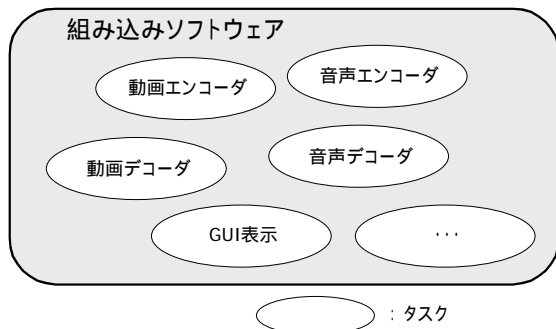 組み込みソフトウェア
動画エンコーダ
音声エンコーダ
動画デコーダ
音声デコーダ
GUI表示
･･･
: タスク